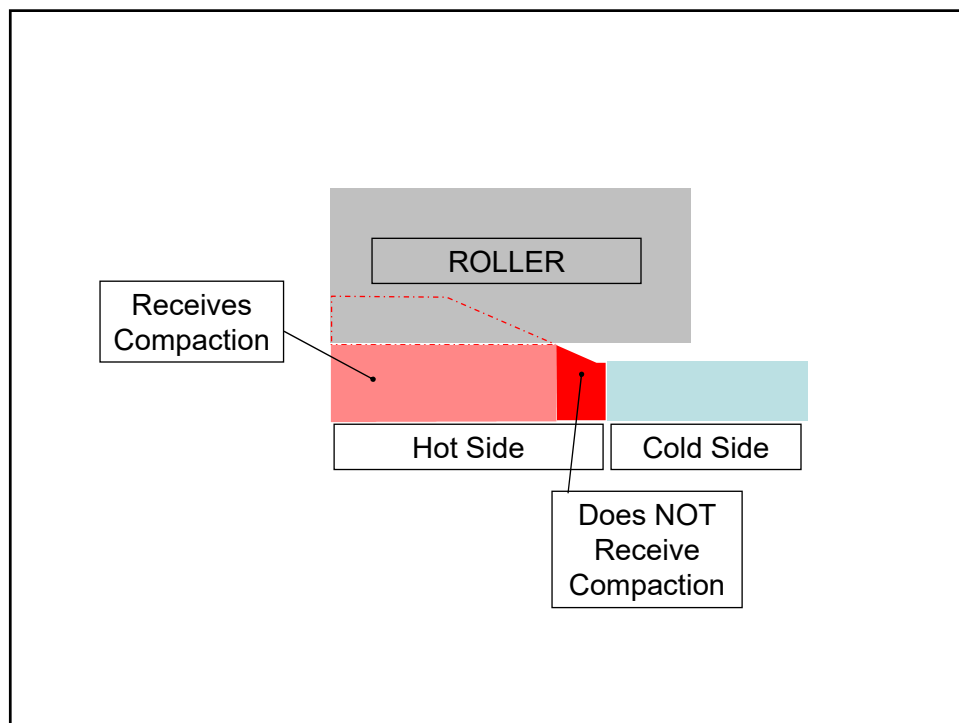 ROLLER
Receives
Compaction
Hot Side
Cold Side
Does NOT
Receive
Compaction